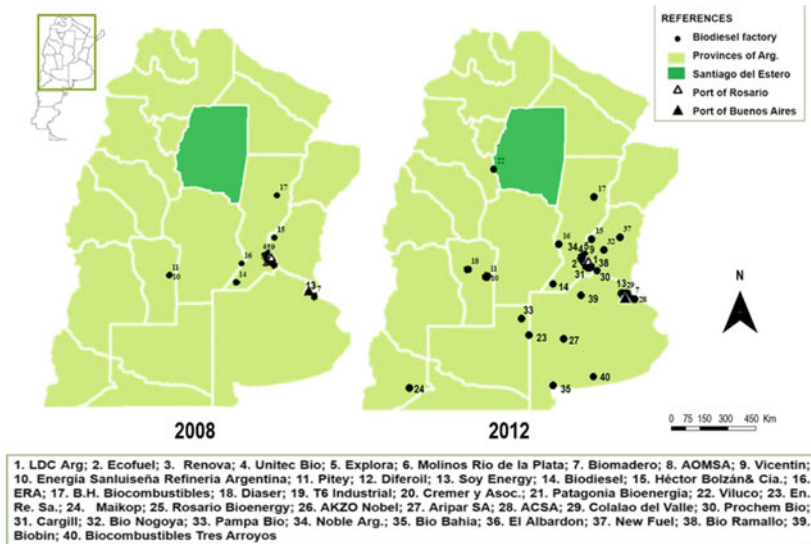 REFERENCES
Biodiesel factory
Provinces of Arg.
Santiago del Estero
Port of Rosario
Port of Buenos Aires
17
15
16
14
11
10
13
7
22
17
37
15
16
34
32
9
1
2
38
31
30
18
11
10
14
39
13
29
7
28
33
23
27
24
35
40
N
2008
2012
0 75 150 300 450 Km
1. LDC Arg; 2. Ecofuel; 3. Renova; 4. Unitec Bio; 5. Explora; 6. Molinos Río de la Plata; 7. Biomadero; 8. AOMSA; 9. Vicentin;
10. Energía Sanluiseña Refinería Argentina; 11. Pitey; 12. Diferoil; 13. Soy Energy; 14. Biodiesel; 15. Héctor Bolzán& Cía.; 16.
ERA; 17. B.H. Biocombustibles; 18. Diaser; 19. T6 Industrial; 20. Cremer y Asoc.; 21. Patagonia Bioenergia; 22. Viluco; 23. En.
Re. Sa.; 24. Maikop; 25. Rosario Bioenergy; 26. AKZO Nobel; 27. Aripar SA; 28. ACSA; 29. Colalao del Valle; 30. Prochem Bio;
31. Cargill; 32. Bio Nogoya; 33. Pampa Bio; 34. Noble Arg.; 35. Bio Bahia; 36. El Albardon; 37. New Fuel; 38. Bio Ramallo; 39.
Biobin; 40. Biocombustibles Tres Arroyos